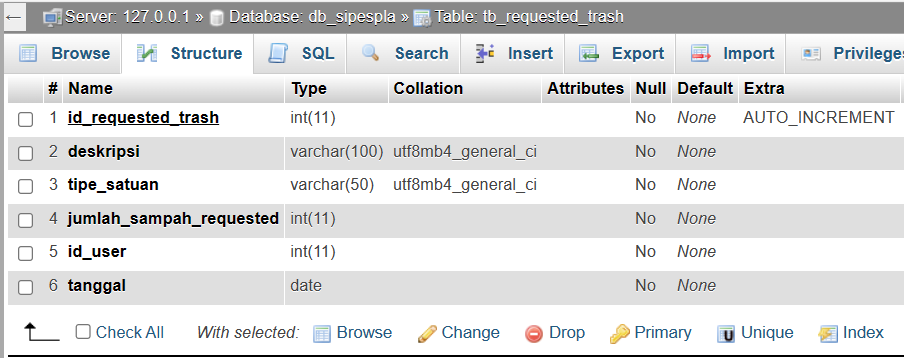 Server: 127.0.0.1 » Database: db_sipespla » Table: tb_requested_trash
Browse Structure SQL Search Insert Export Import Privileges
# Name Type Collation Attributes Null Default Extra
1 id_requested_trash int(11) No None AUTO_INCREMENT
2 deskripsi varchar(100) utf8mb4_general_ci No None
3 tipe_satuan varchar(50) utf8mb4_general_ci No None
4 jumlah_sampah_requested int(11) No None
5 id_user int(11) No None
6 tanggal date No None
Check All With selected: Browse Change Drop Primary Unique Index